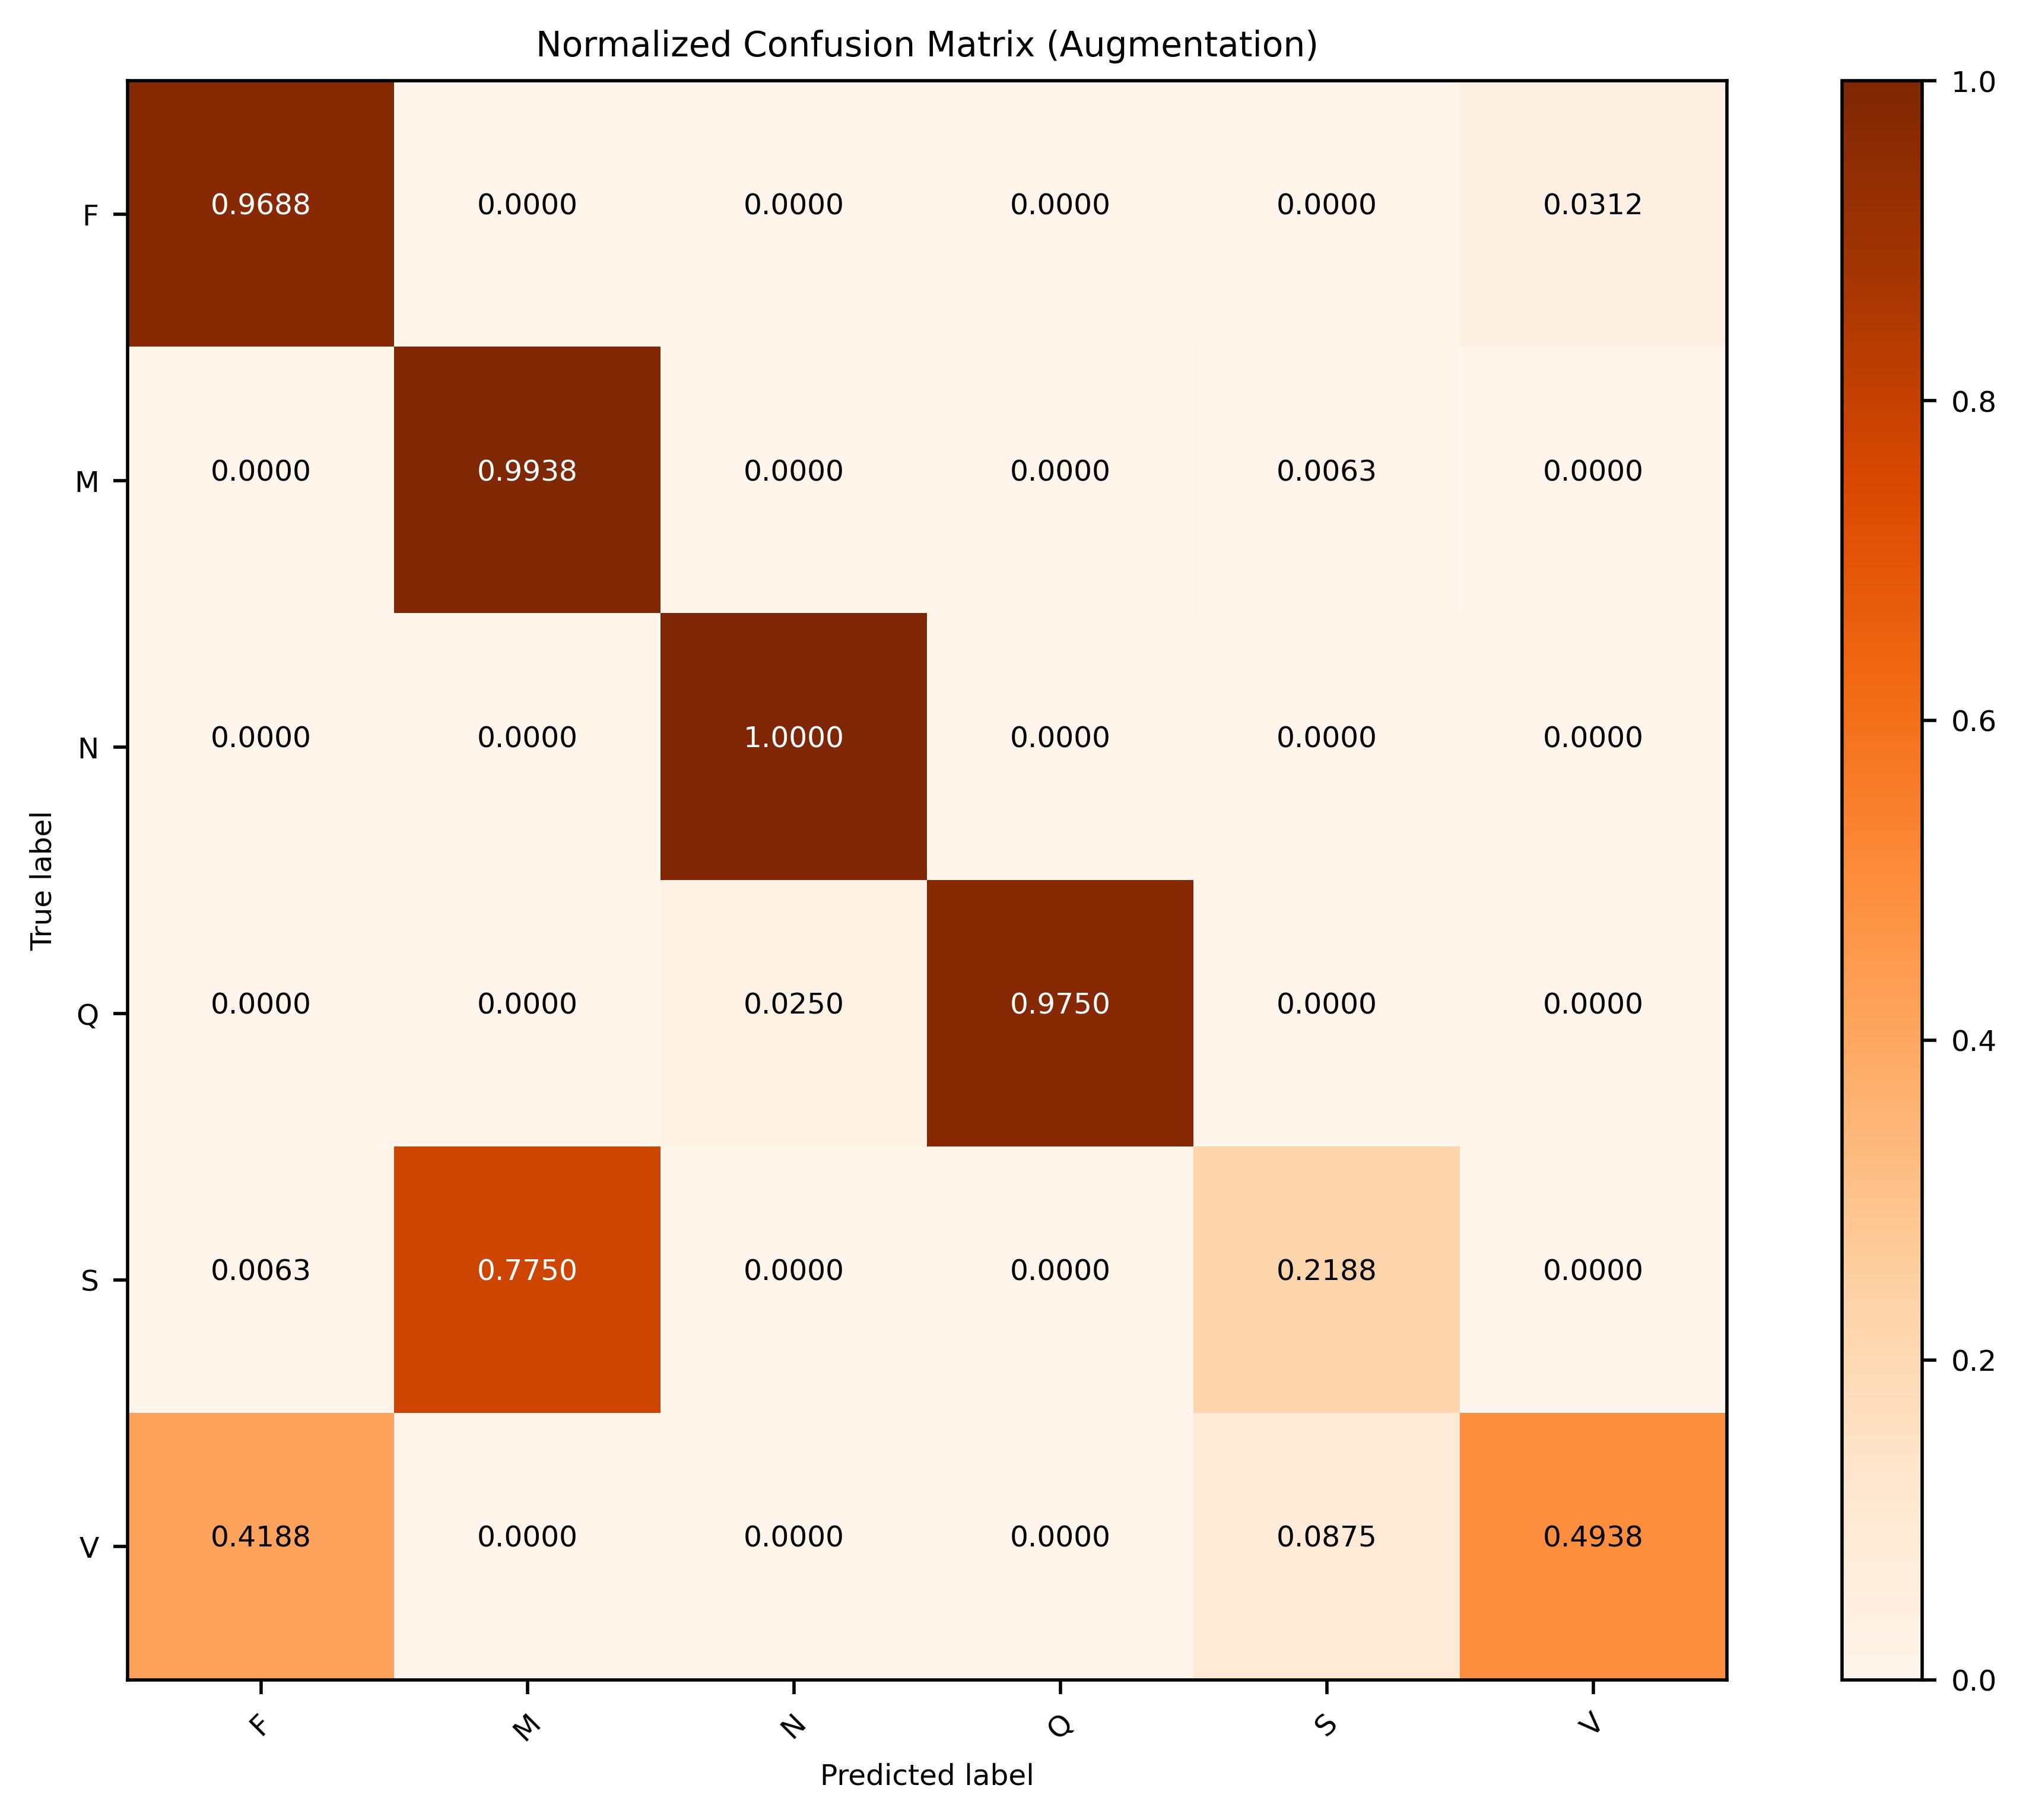 Normalized Confusion Matrix (Augmentation)
F 0.9688 0.0000 0.0000 0.0000 0.0000 0.0312
M 0.0000 0.9938 0.0000 0.0000 0.0063 0.0000
N 0.0000 0.0000 1.0000 0.0000 0.0000 0.0000
Q 0.0000 0.0000 0.0250 0.9750 0.0000 0.0000
S 0.0063 0.7750 0.0000 0.0000 0.2188 0.0000
V 0.4188 0.0000 0.0000 0.0000 0.0875 0.4938
F M N Q S V
True label
Predicted label
1.0
0.8
0.6
0.4
0.2
0.0